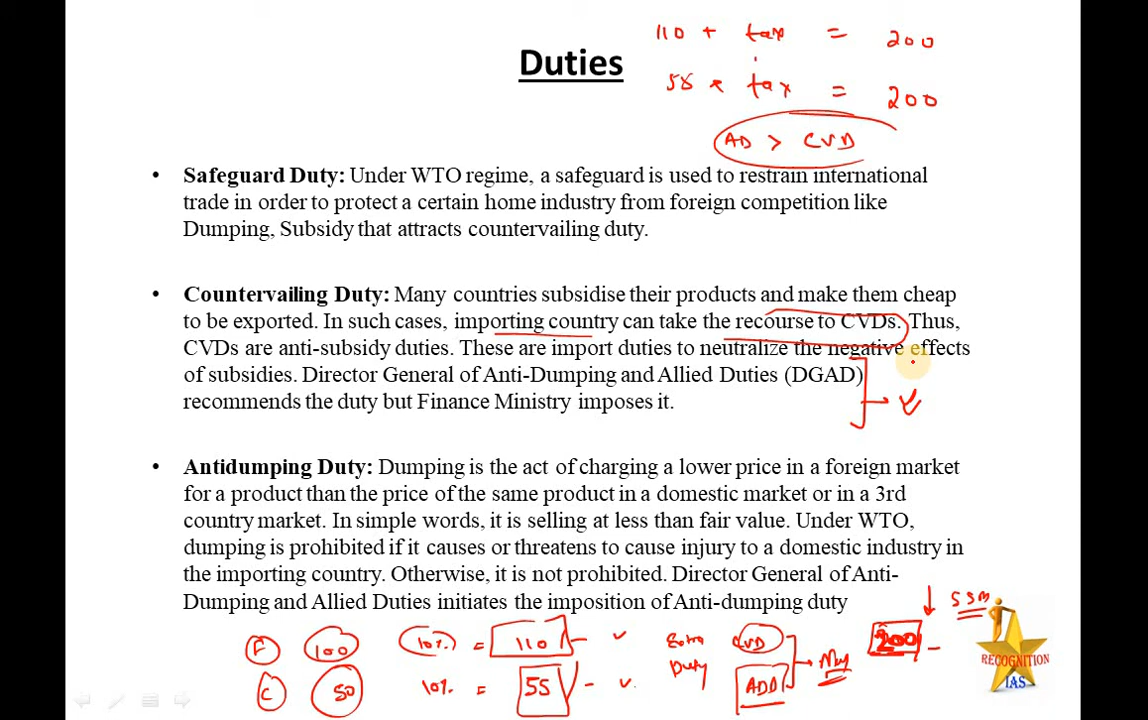 110 + tax = 200
Duties
55 + tax = 200
AD > CVD
• Safeguard Duty: Under WTO regime, a safeguard is used to restrain international
trade in order to protect a certain home industry from foreign competition like
Dumping, Subsidy that attracts countervailing duty.
• Countervailing Duty: Many countries subsidise their products and make them cheap
to be exported. In such cases, importing country can take the recourse to CVDs. Thus,
CVDs are anti-subsidy duties. These are import duties to neutralize the negative effects
of subsidies. Director General of Anti-Dumping and Allied Duties (DGAD)
recommends the duty but Finance Ministry imposes it.
• Antidumping Duty: Dumping is the act of charging a lower price in a foreign market
for a product than the price of the same product in a domestic market or in a 3rd
country market. In simple words, it is selling at less than fair value. Under WTO,
dumping is prohibited if it causes or threatens to cause injury to a domestic industry in
the importing country. Otherwise, it is not prohibited. Director General of Anti-
Dumping and Allied Duties initiates the imposition of Anti-dumping duty
SSM
F 100 10% = 110 Extra CVD 200
C 50 10% = 55 Duty ADD
RECOGNITION
IAS